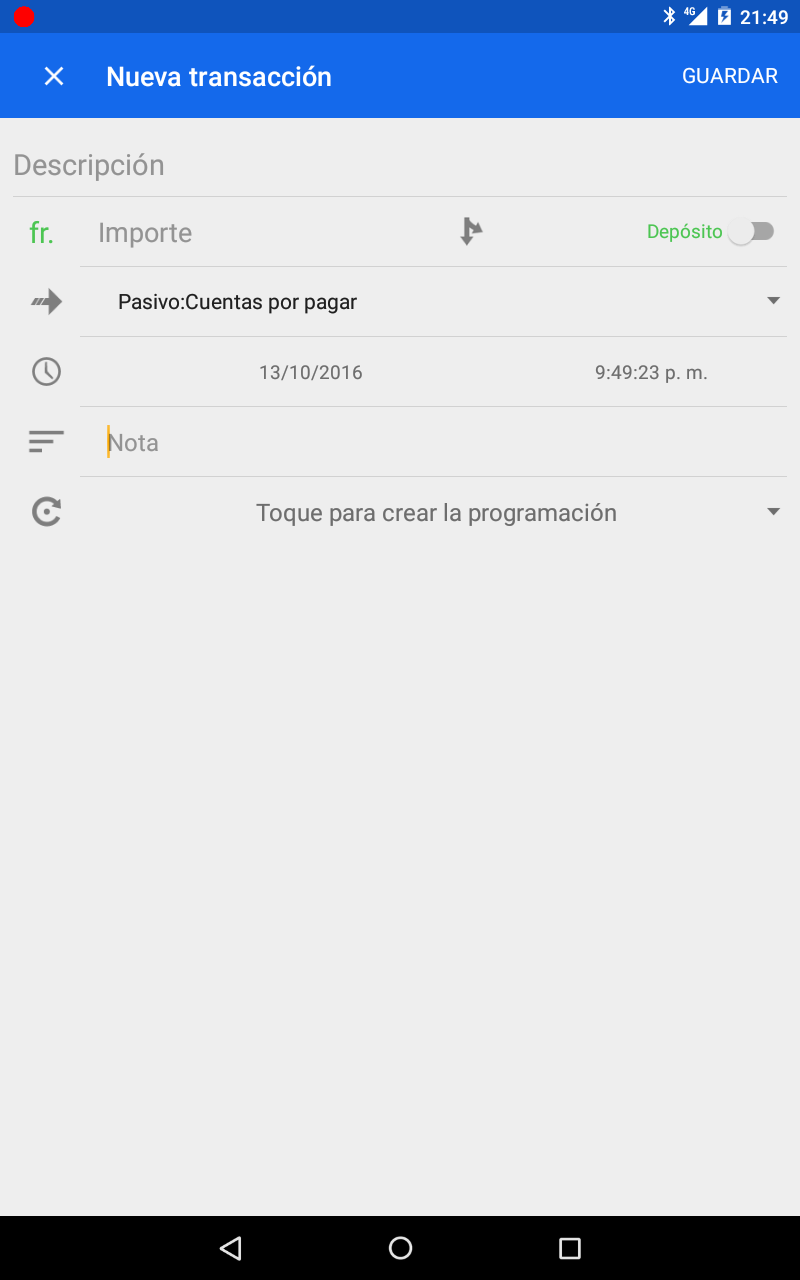 4G 21:49
Nueva transacción GUARDAR
Descripción
fr. Importe Depósito
Pasivo:Cuentas por pagar
13/10/2016 9:49:23 p. m.
Nota
Toque para crear la programación